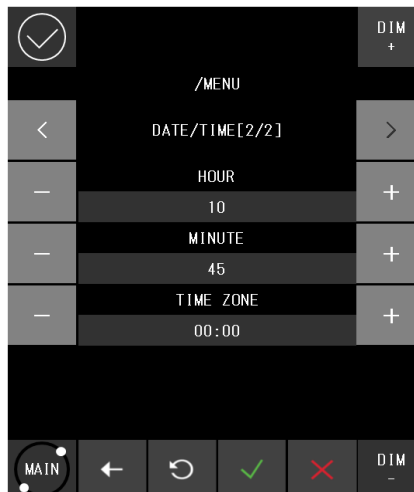 DIM
+
/MENU
< DATE/TIME[2/2] >
HOUR
− 10 +
MINUTE
− 45 +
TIME ZONE
− 00:00 +
MAIN
DIM
−